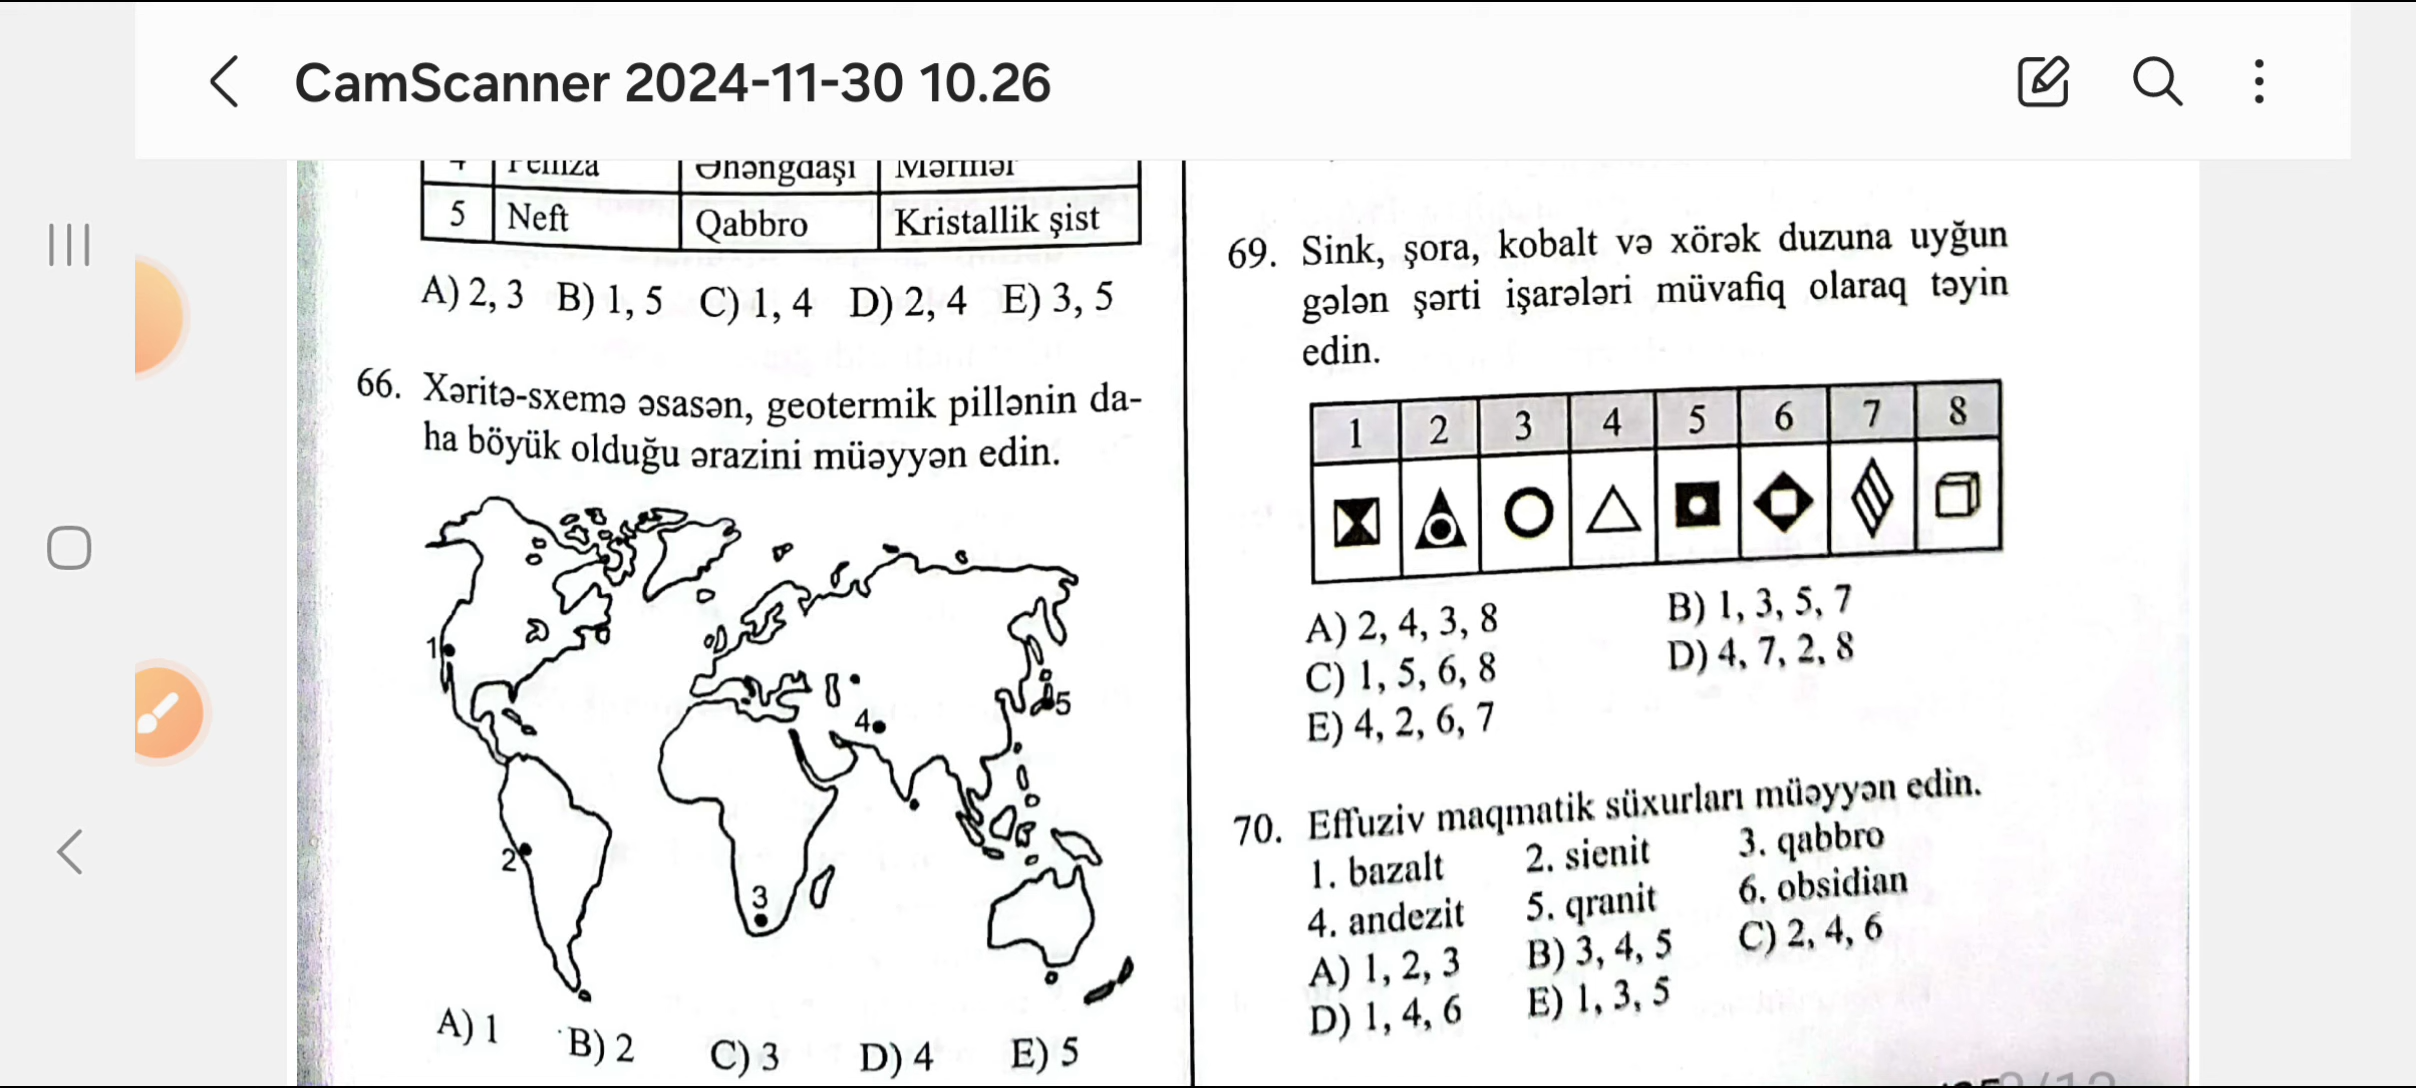 CamScanner 2024-11-30 10.26
4 Əhəngdaşı Mərmər
5 Neft Qabbro Kristallik şist
A) 2, 3 B) 1, 5 C) 1, 4 D) 2, 4 E) 3, 5
66. Xəritə-sxemə əsasən, geotermik pillənin da-
ha böyük olduğu ərazini müəyyən edin.
1
5
4
2
3
A) 1 B) 2 C) 3 D) 4 E) 5
69. Sink, şora, kobalt və xörək duzuna uyğun
gələn şərti işarələri müvafiq olaraq təyin
edin.
1 2 3 4 5 6 7 8
A) 2, 4, 3, 8 B) 1, 3, 5, 7
C) 1, 5, 6, 8 D) 4, 7, 2, 8
E) 4, 2, 6, 7
70. Effuziv maqmatik süxurları müəyyən edin.
1. bazalt 2. sienit 3. qabbro
4. andezit 5. qranit 6. obsidian
A) 1, 2, 3 B) 3, 4, 5 C) 2, 4, 6
D) 1, 4, 6 E) 1, 3, 5